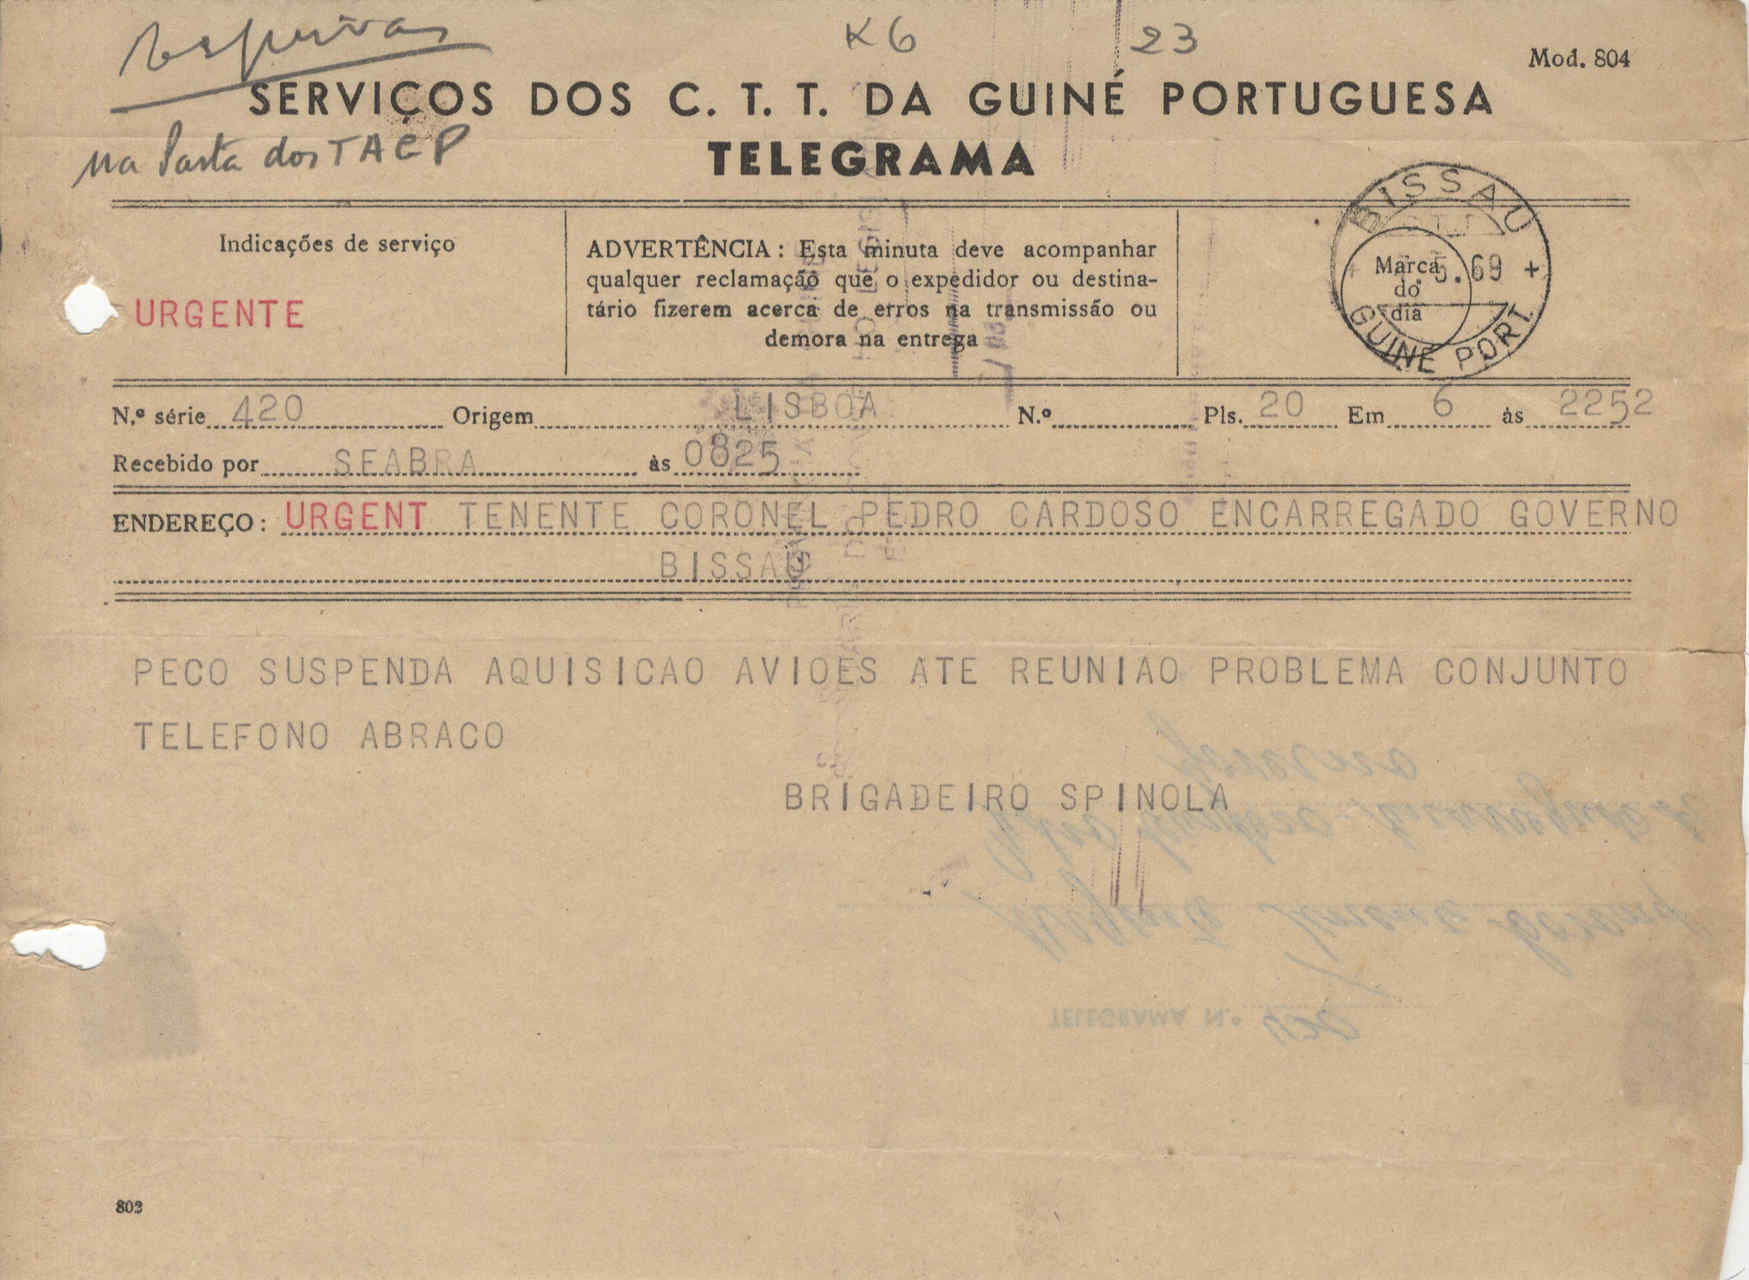 K6 23
Mod. 804
SERVIÇOS DOS C. T. T. DA GUINÉ PORTUGUESA
na Pasta dos TAGP
TELEGRAMA
Indicações de serviço
URGENTE
ADVERTÊNCIA : Esta minuta deve acompanhar
qualquer reclamação que o expedidor ou destina-
tário fizerem acerca de erros na transmissão ou
demora na entrega
BISSAU
Marca
do
dia
69
GUINÉ PORT.
N.º série 420 Origem LISBOA N.º Pls. 20 Em 6 às 2252
Recebido por SEABRA às 0825
ENDEREÇO : URGENT TENENTE CORONEL PEDRO CARDOSO ENCARREGADO GOVERNO
BISSAU
PECO SUSPENDA AQUISICAO AVIOES ATE REUNIAO PROBLEMA CONJUNTO
TELEFONO ABRACO
BRIGADEIRO SPINOLA
TELEGRAMA N.º
802